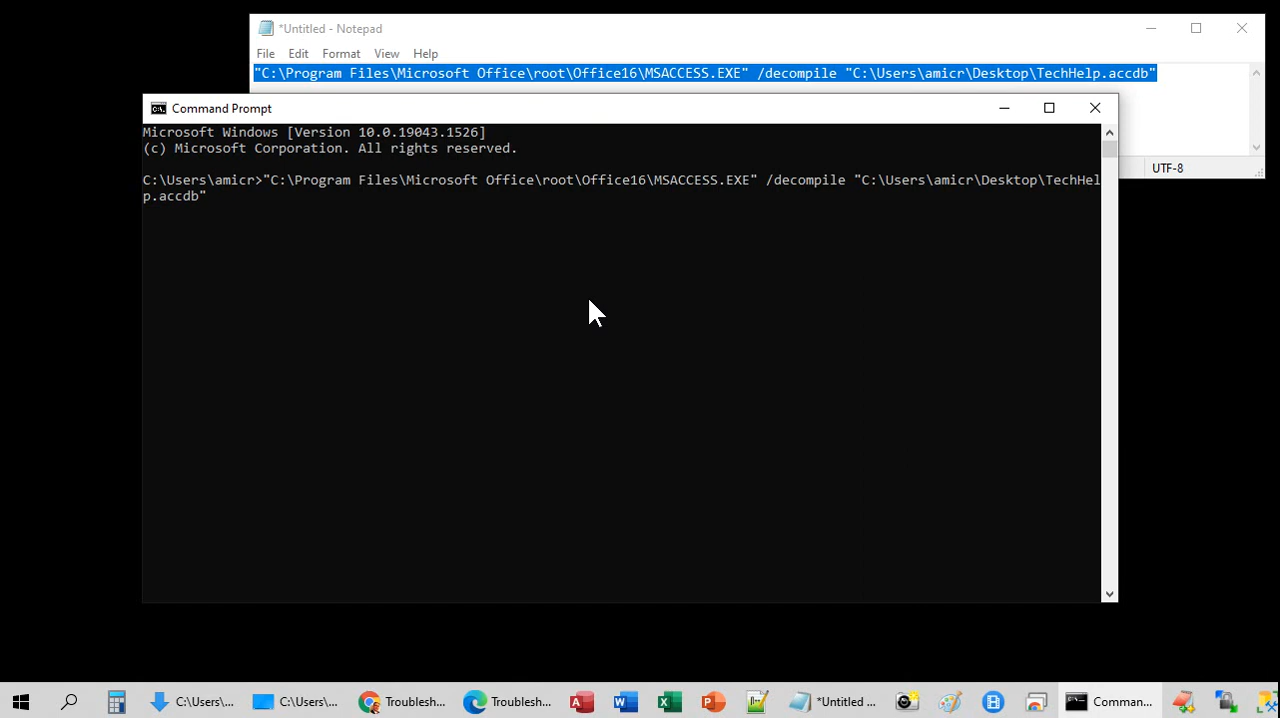 *Untitled - Notepad
File Edit Format View Help
"C:\Program Files\Microsoft Office\root\Office16\MSACCESS.EXE" /decompile "C:\Users\amicr\Desktop\TechHelp.accdb"
Command Prompt
Microsoft Windows [Version 10.0.19043.1526]
(c) Microsoft Corporation. All rights reserved.
UTF-8
C:\Users\amicr>"C:\Program Files\Microsoft Office\root\Office16\MSACCESS.EXE" /decompile "C:\Users\amicr\Desktop\TechHel
p.accdb"
C:\Users\... C:\Users\... Troublesh... Troublesh... *Untitled ... Comman...